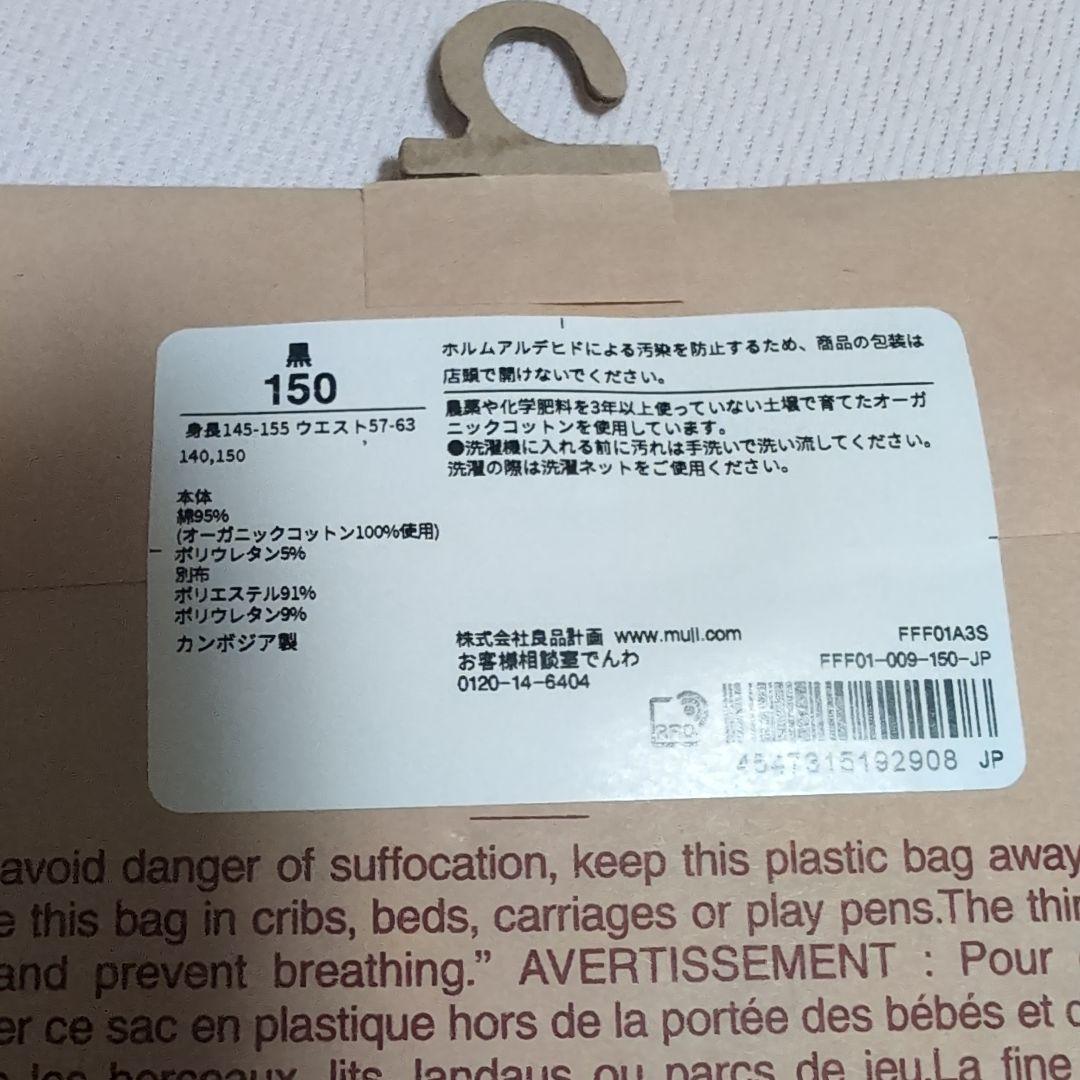 黒
150
身長145-155 ウエスト57-63
140,150
本体
綿95%
(オーガニックコットン100%使用)
ポリウレタン5%
別布
ポリエステル91%
ポリウレタン9%
カンボジア製
ホルムアルデヒドによる汚染を防止するため、商品の包装は
店頭で開けないでください。
農薬や化学肥料を3年以上使っていない土壌で育てたオーガ
ニックコットンを使用しています。
●洗濯機に入れる前に汚れは手洗いで洗い流してください。
洗濯の際は洗濯ネットをご使用ください。
株式会社良品計画 www.muji.com
お客様相談室でんわ
0120-14-6404
FFF01A3S
FFF01-009-150-JP
RFID
4547315192908 JP
avoid danger of suffocation, keep this plastic bag away
e this bag in cribs, beds, carriages or play pens.The thin
and prevent breathing.” AVERTISSEMENT : Pour
er ce sac en plastique hors de la portée des bébés et d
les berceaux, lits, landaus ou parcs de jeu.La fine